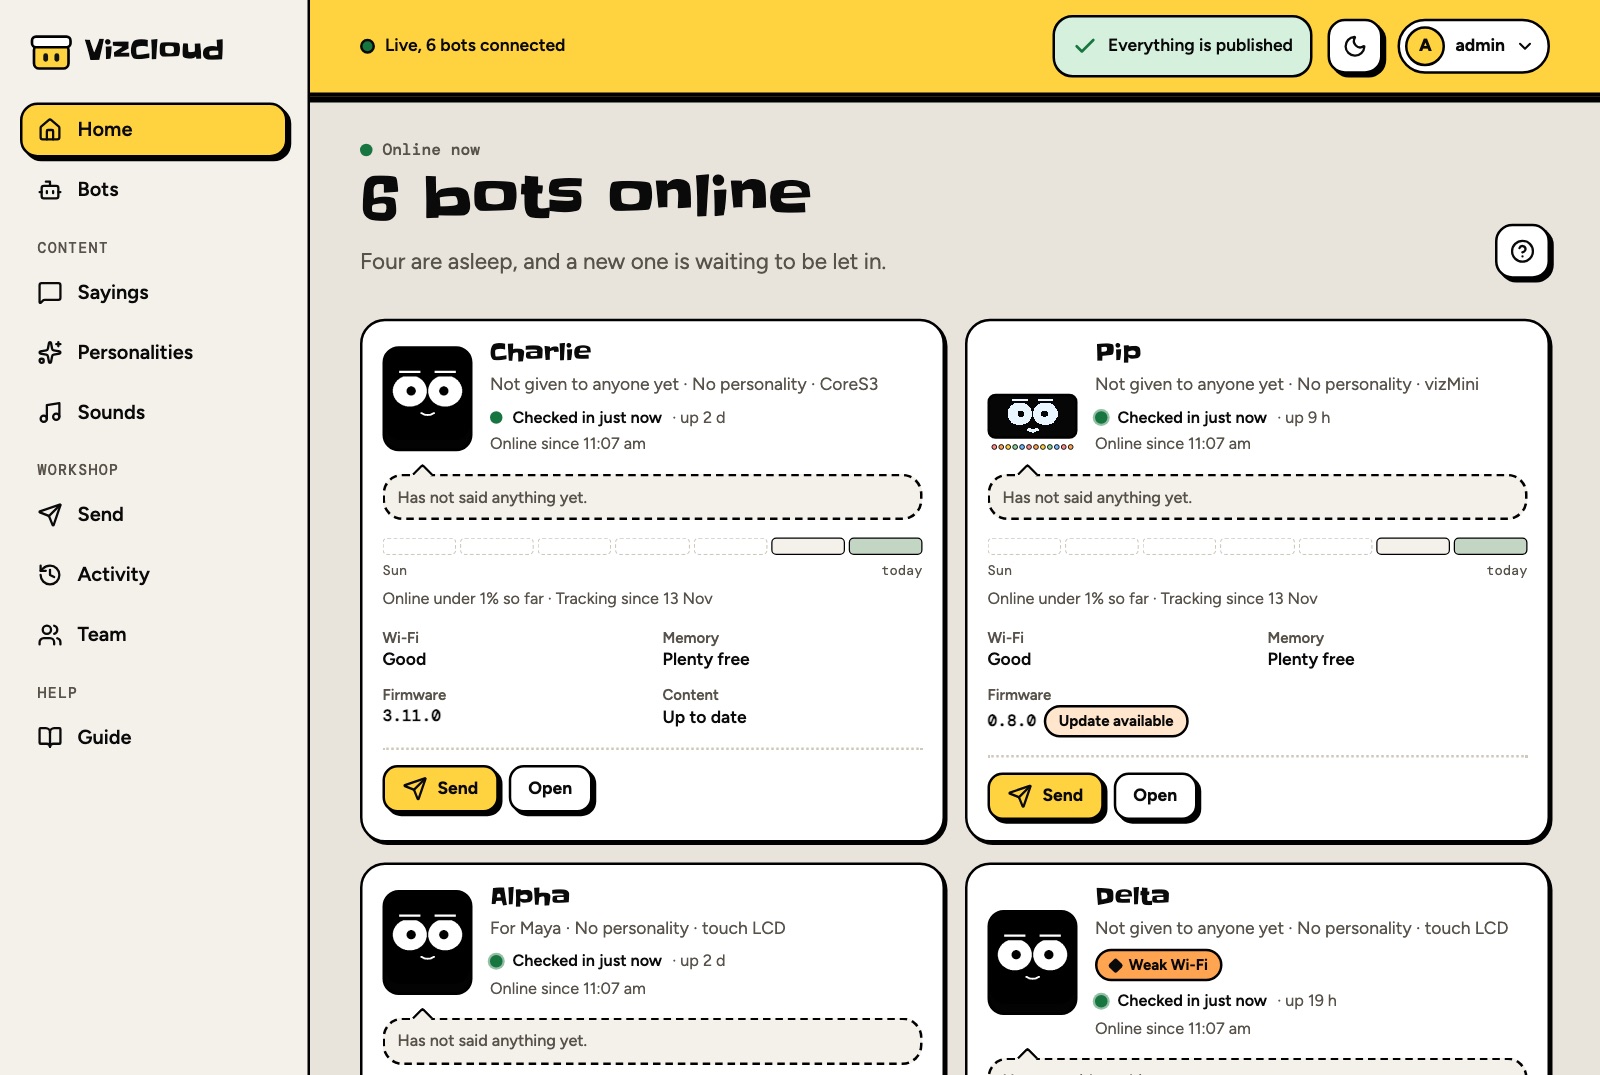 VizCloud
Live, 6 bots connected
Everything is published
A admin
Home
Bots
CONTENT
Sayings
Personalities
Sounds
WORKSHOP
Send
Activity
Team
HELP
Guide
Online now
6 bots online
Four are asleep, and a new one is waiting to be let in.
Charlie
Not given to anyone yet · No personality · CoreS3
Checked in just now · up 2 d
Online since 11:07 am
Has not said anything yet.
Sun today
Online under 1% so far · Tracking since 13 Nov
Wi-Fi Memory
Good Plenty free
Firmware Content
3.11.0 Up to date
Send Open
Pip
Not given to anyone yet · No personality · vizMini
Checked in just now · up 9 h
Online since 11:07 am
Has not said anything yet.
Sun today
Online under 1% so far · Tracking since 13 Nov
Wi-Fi Memory
Good Plenty free
Firmware
0.8.0 Update available
Send Open
Alpha
For Maya · No personality · touch LCD
Checked in just now · up 2 d
Online since 11:07 am
Has not said anything yet.
Delta
Not given to anyone yet · No personality · touch LCD
Weak Wi-Fi
Checked in just now · up 19 h
Online since 11:07 am